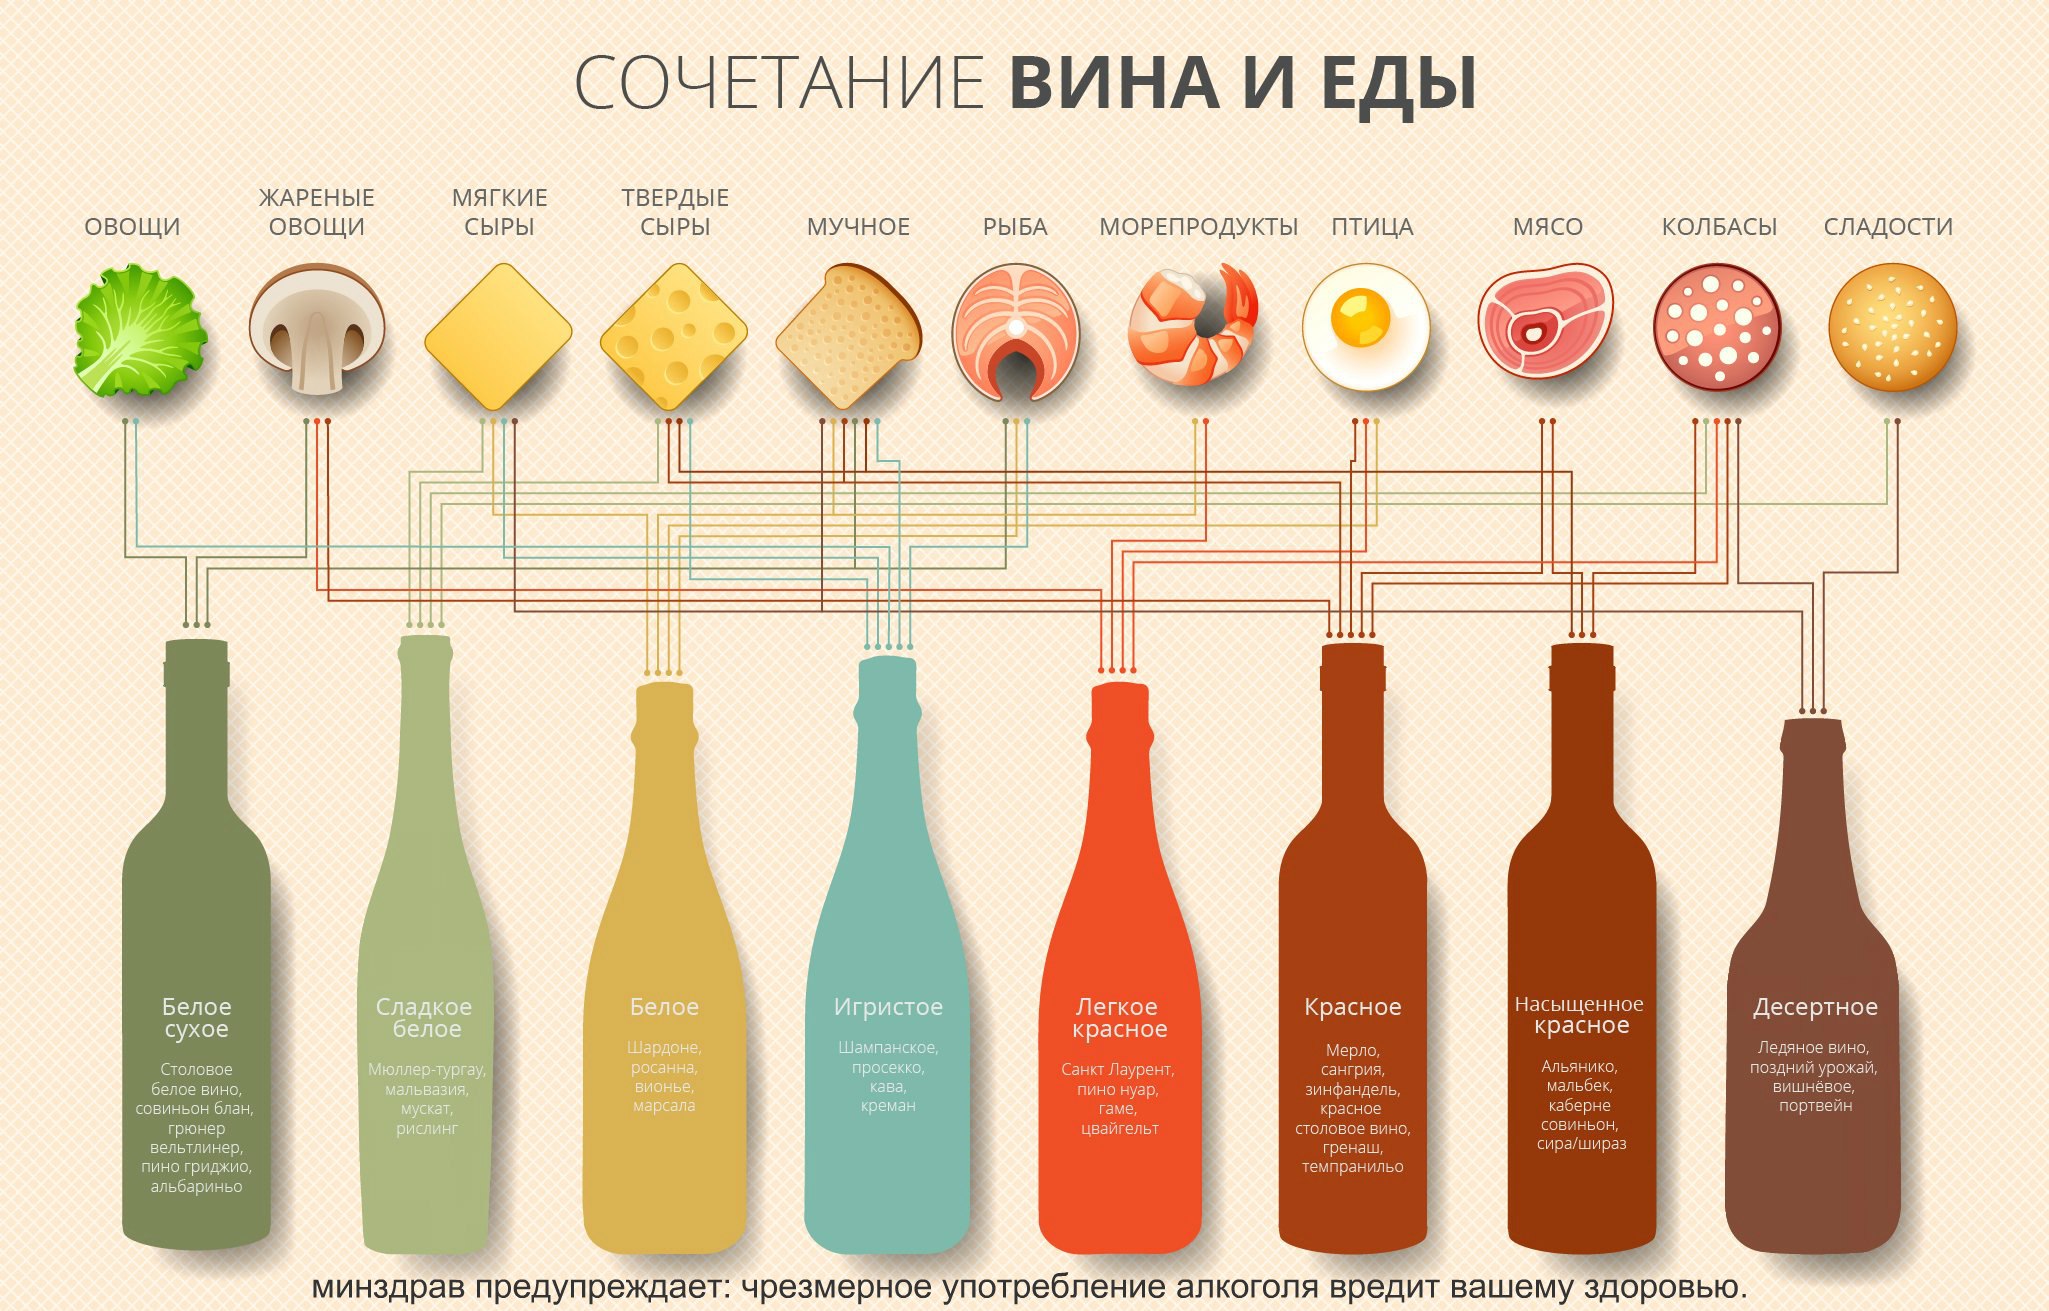 СОЧЕТАНИЕ ВИНА И ЕДЫ
ОВОЩИ
ЖАРЕНЫЕ
ОВОЩИ
МЯГКИЕ
СЫРЫ
ТВЕРДЫЕ
СЫРЫ
МУЧНОЕ
РЫБА
МОРЕПРОДУКТЫ
ПТИЦА
МЯСО
КОЛБАСЫ
СЛАДОСТИ
Белое
сухое
Столовое
белое вино,
совиньон блан,
грюнер
вельтлинер,
пино гриджио,
альбариньо
Сладкое
белое
Мюллер-тургау,
мальвазия,
мускат,
рислинг
Белое
Шардоне,
росанна,
вионье,
марсала
Игристое
Шампанское,
просекко,
кава,
креман
Легкое
красное
Санкт Лаурент,
пино нуар,
гаме,
цвайгельт
Красное
Мерло,
сангрия,
зинфандель,
красное
столовое вино,
гренаш,
темпранильо
Насыщенное
красное
Альянико,
мальбек,
каберне
совиньон,
сира/шираз
Десертное
Ледяное вино,
поздний урожай,
вишнёвое,
портвейн
минздрав предупреждает: чрезмерное употребление алкоголя вредит вашему здоровью.